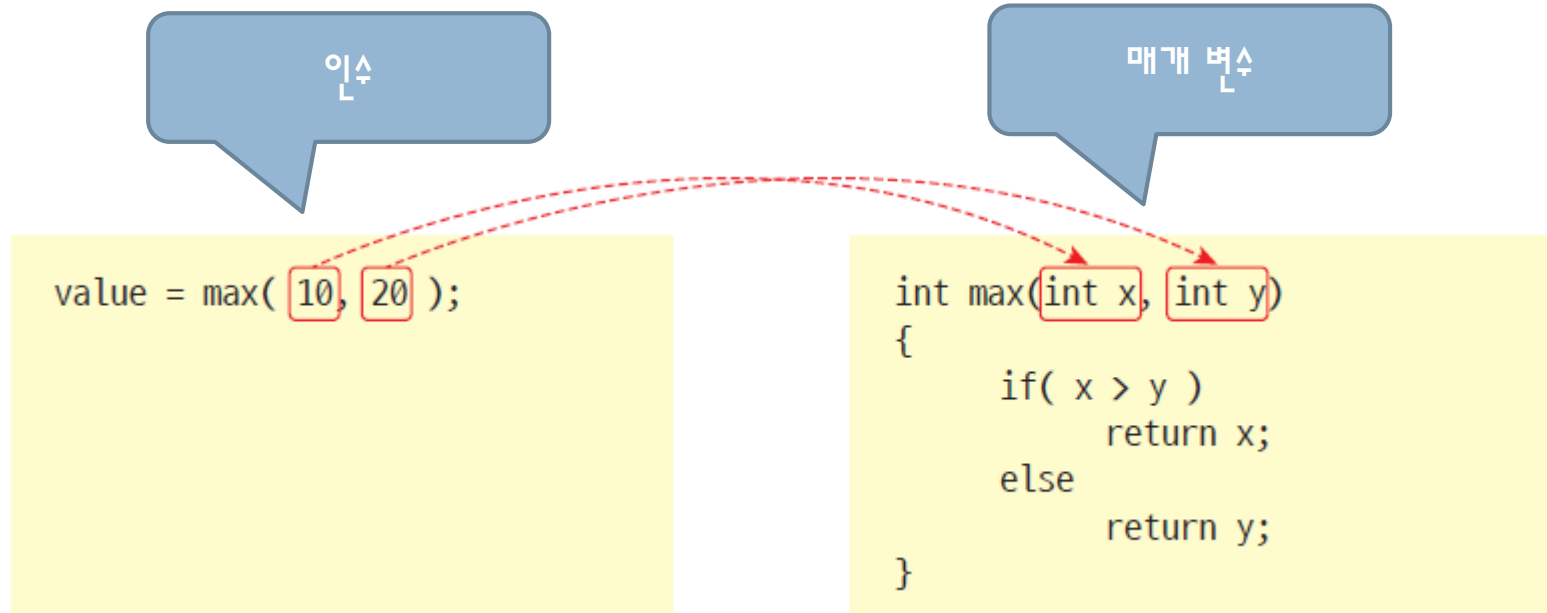 인수
매개 변수
value = max( 10, 20 );
int max(int x, int y)
{
if( x > y )
return x;
else
return y;
}